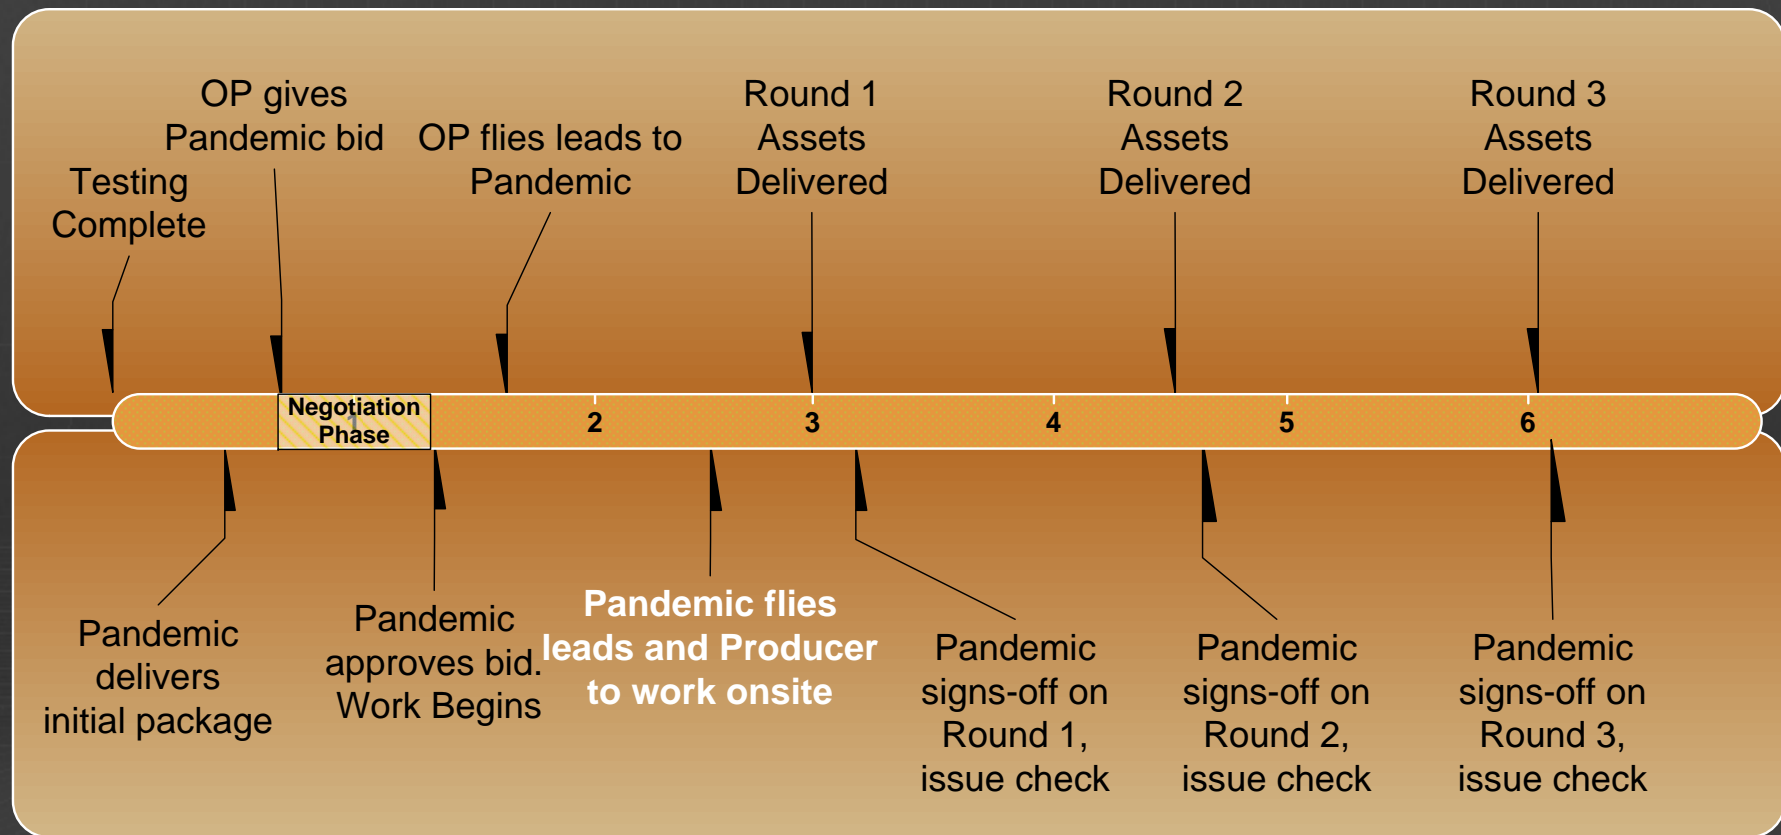 OP gives
Pandemic bid
Testing
Complete
OP flies leads to
Pandemic
Round 1
Assets
Delivered
Round 2
Assets
Delivered
Round 3
Assets
Delivered
Negotiation
Phase
1
2
3
4
5
6
Pandemic
delivers
initial package
Pandemic
approves bid.
Work Begins
Pandemic flies
leads and Producer
to work onsite
Pandemic
signs-off on
Round 1,
issue check
Pandemic
signs-off on
Round 2,
issue check
Pandemic
signs-off on
Round 3,
issue check